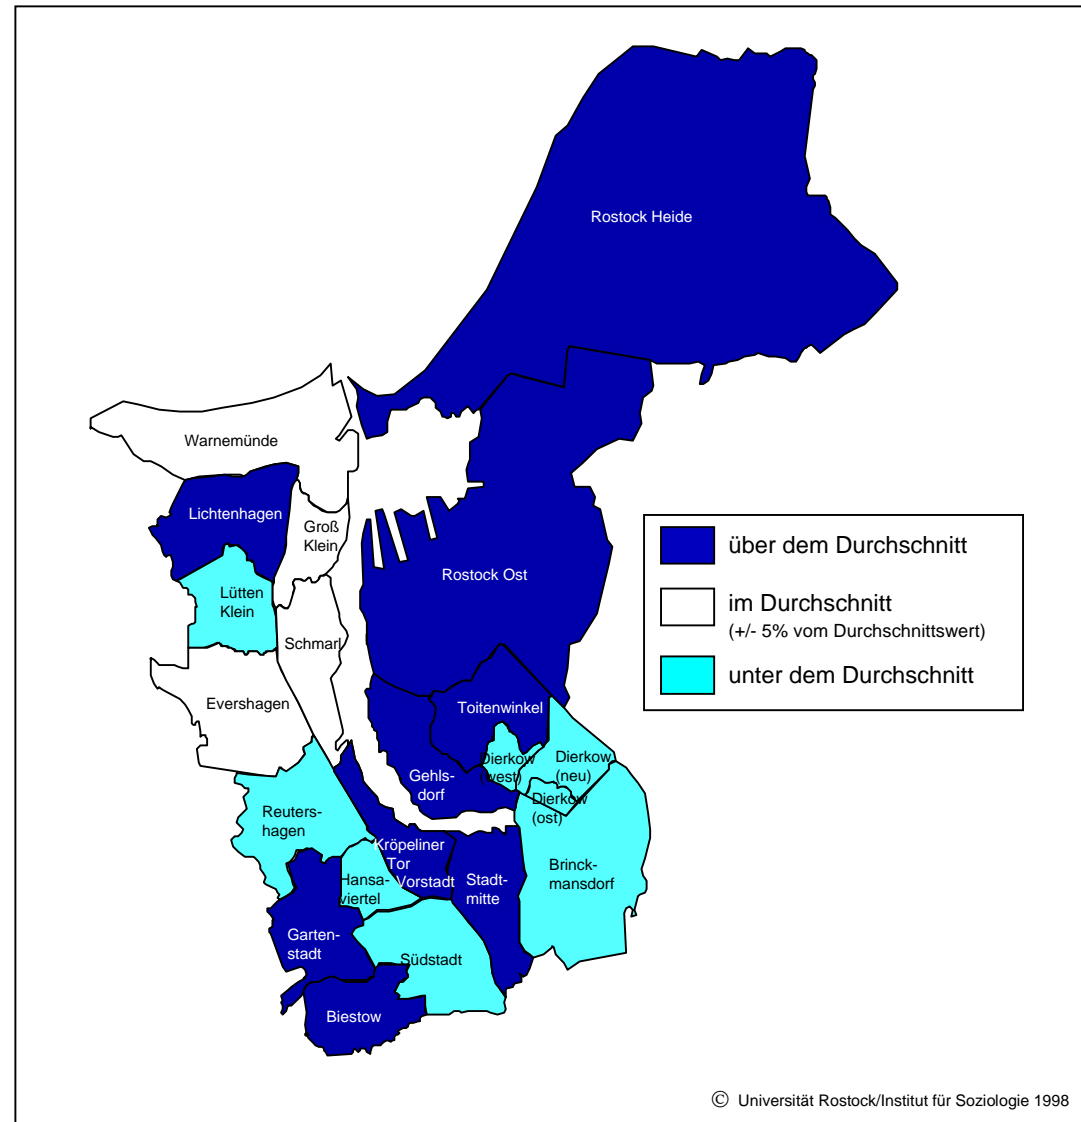 Rostock Heide
Warnemünde
Lichtenhagen
Groß
Klein
Rostock Ost
Lütten
Klein
Schmarl
Evershagen
Toitenwinkel
Dierkow
(west)
Dierkow
(neu)
Gehls-
dorf
Dierkow
(ost)
Reuters-
hagen
Kröpeliner
Tor
Vorstadt
Hansa-
viertel
Stadt-
mitte
Brinck-
mansdorf
Garten-
stadt
Südstadt
Biestow
über dem Durchschnitt
im Durchschnitt
(+/- 5% vom Durchschnittswert)
unter dem Durchschnitt
© Universität Rostock/Institut für Soziologie 1998